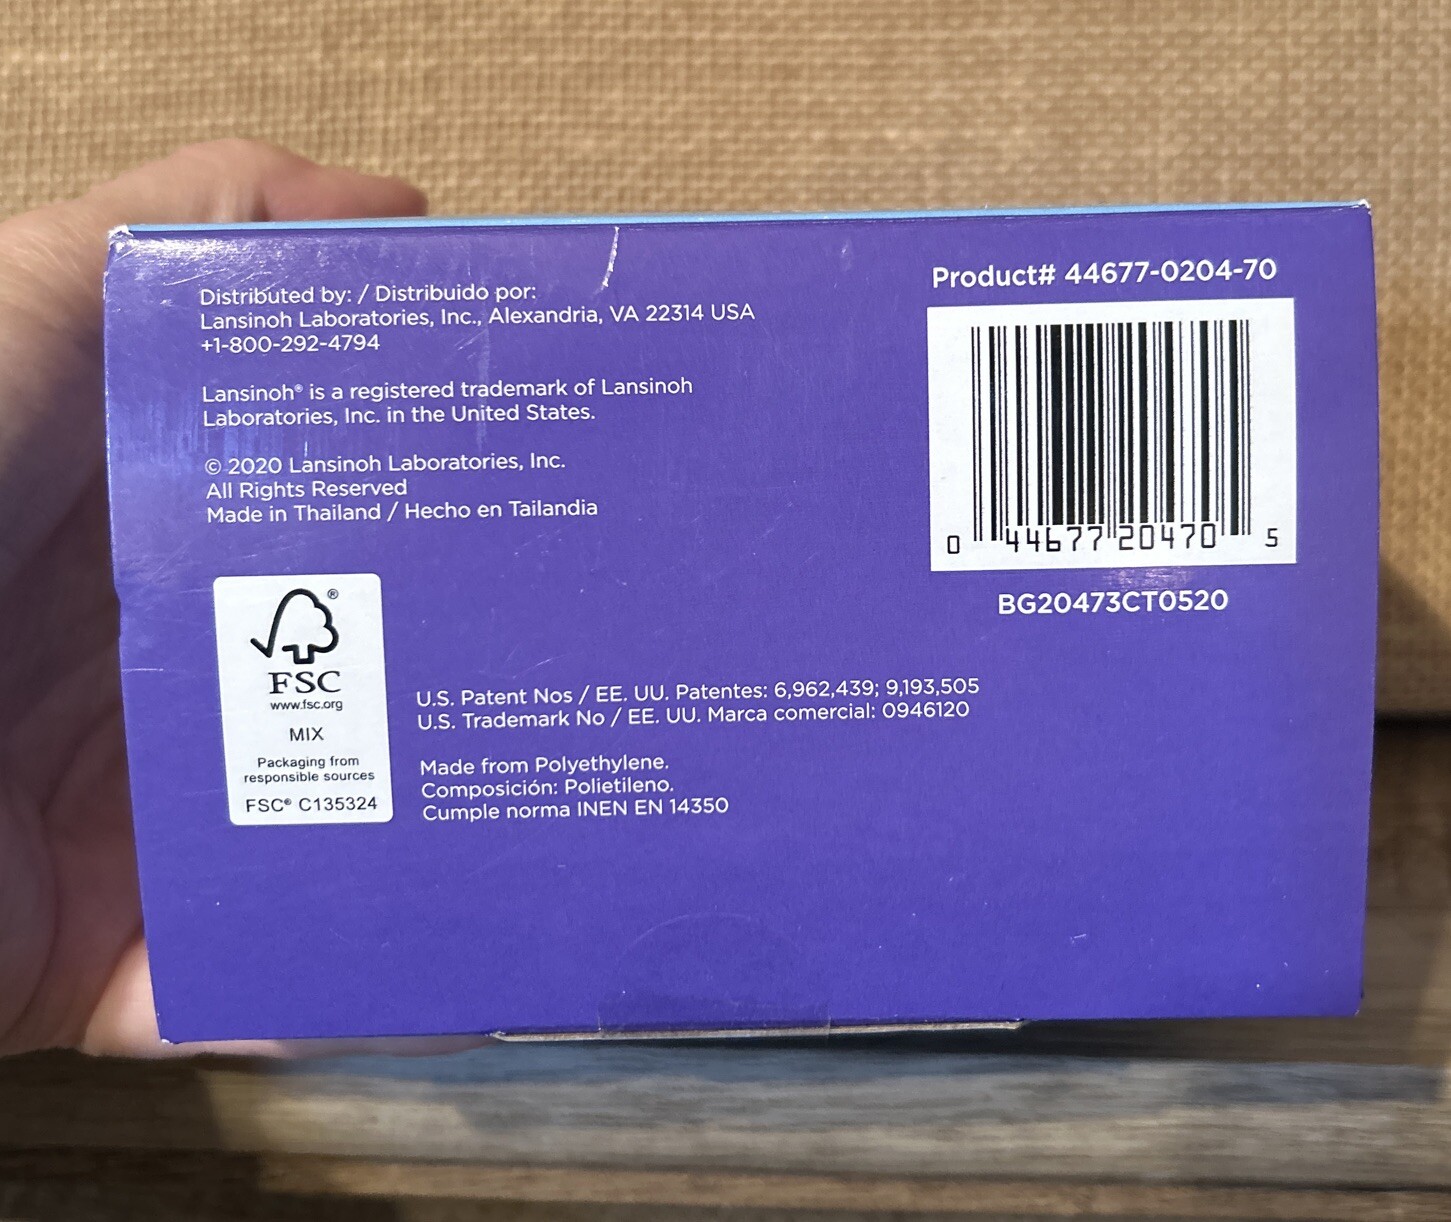 Distributed by: / Distribuido por:
Lansinoh Laboratories, Inc., Alexandria, VA 22314 USA
+1-800-292-4794
Lansinoh® is a registered trademark of Lansinoh
Laboratories, Inc. in the United States.
© 2020 Lansinoh Laboratories, Inc.
All Rights Reserved
Made in Thailand / Hecho en Tailandia
Product# 44677-0204-70
0 44677 20470 5
BG20473CT0520
®
FSC
www.fsc.org
MIX
Packaging from
responsible sources
FSC® C135324
U.S. Patent Nos / EE. UU. Patentes: 6,962,439; 9,193,505
U.S. Trademark No / EE. UU. Marca comercial: 0946120
Made from Polyethylene.
Composición: Polietileno.
Cumple norma INEN EN 14350